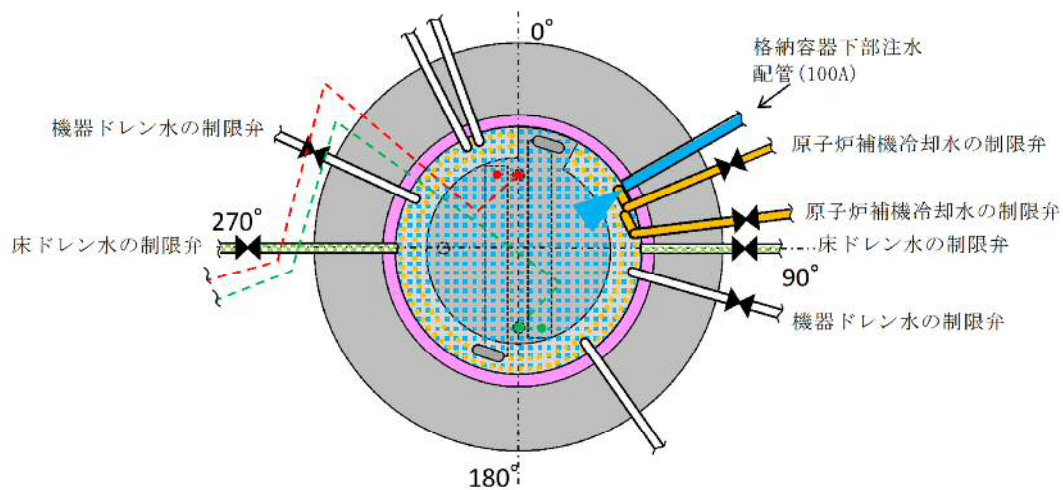 0°
格納容器下部注水
配管(100A)
機器ドレン水の制限弁
原子炉補機冷却水の制限弁
原子炉補機冷却水の制限弁
270°
床ドレン水の制限弁
床ドレン水の制限弁
90°
機器ドレン水の制限弁
180°